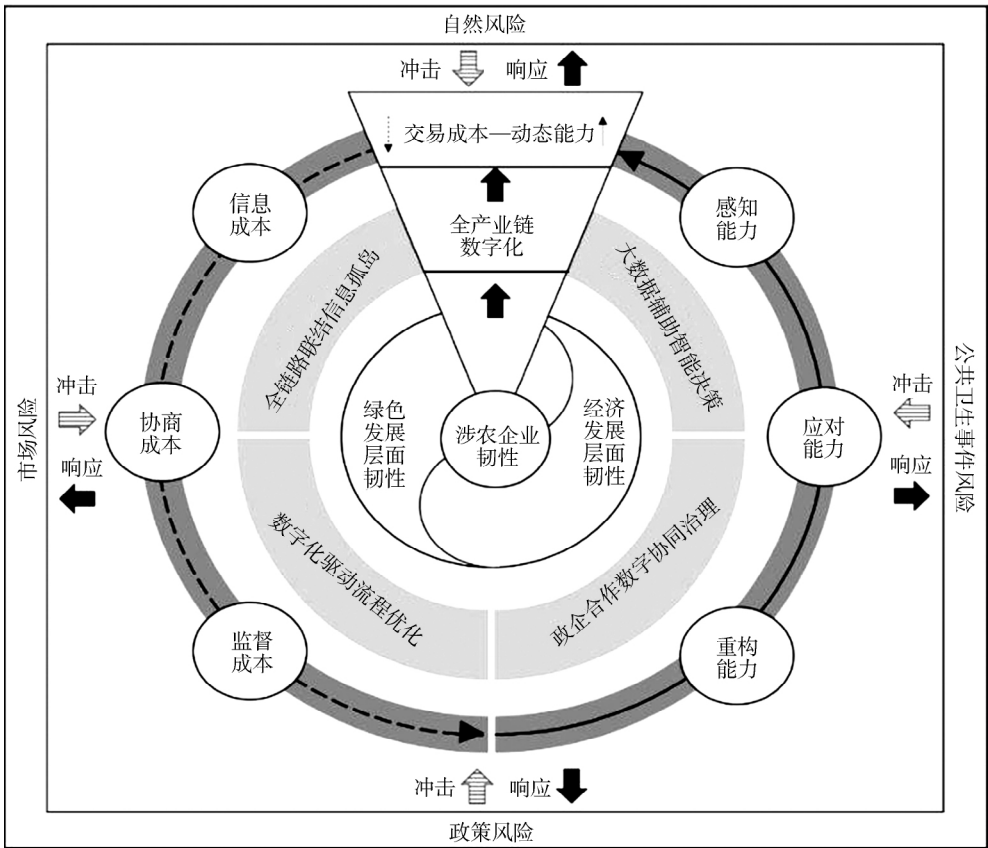 自然风险
冲击
响应
交易成本—动态能力
全产业链
数字化
信息
成本
感知
能力
全链路联结信息孤岛
大数据辅助智能决策
市场风险
冲击
响应
协商
成本
绿色
发展
层面
韧性
涉农企业
韧性
经济
发展
层面
韧性
应对
能力
冲击
响应
公共卫生事件风险
数字化驱动流程优化
政企合作数字协同治理
监督
成本
重构
能力
冲击
响应
政策风险